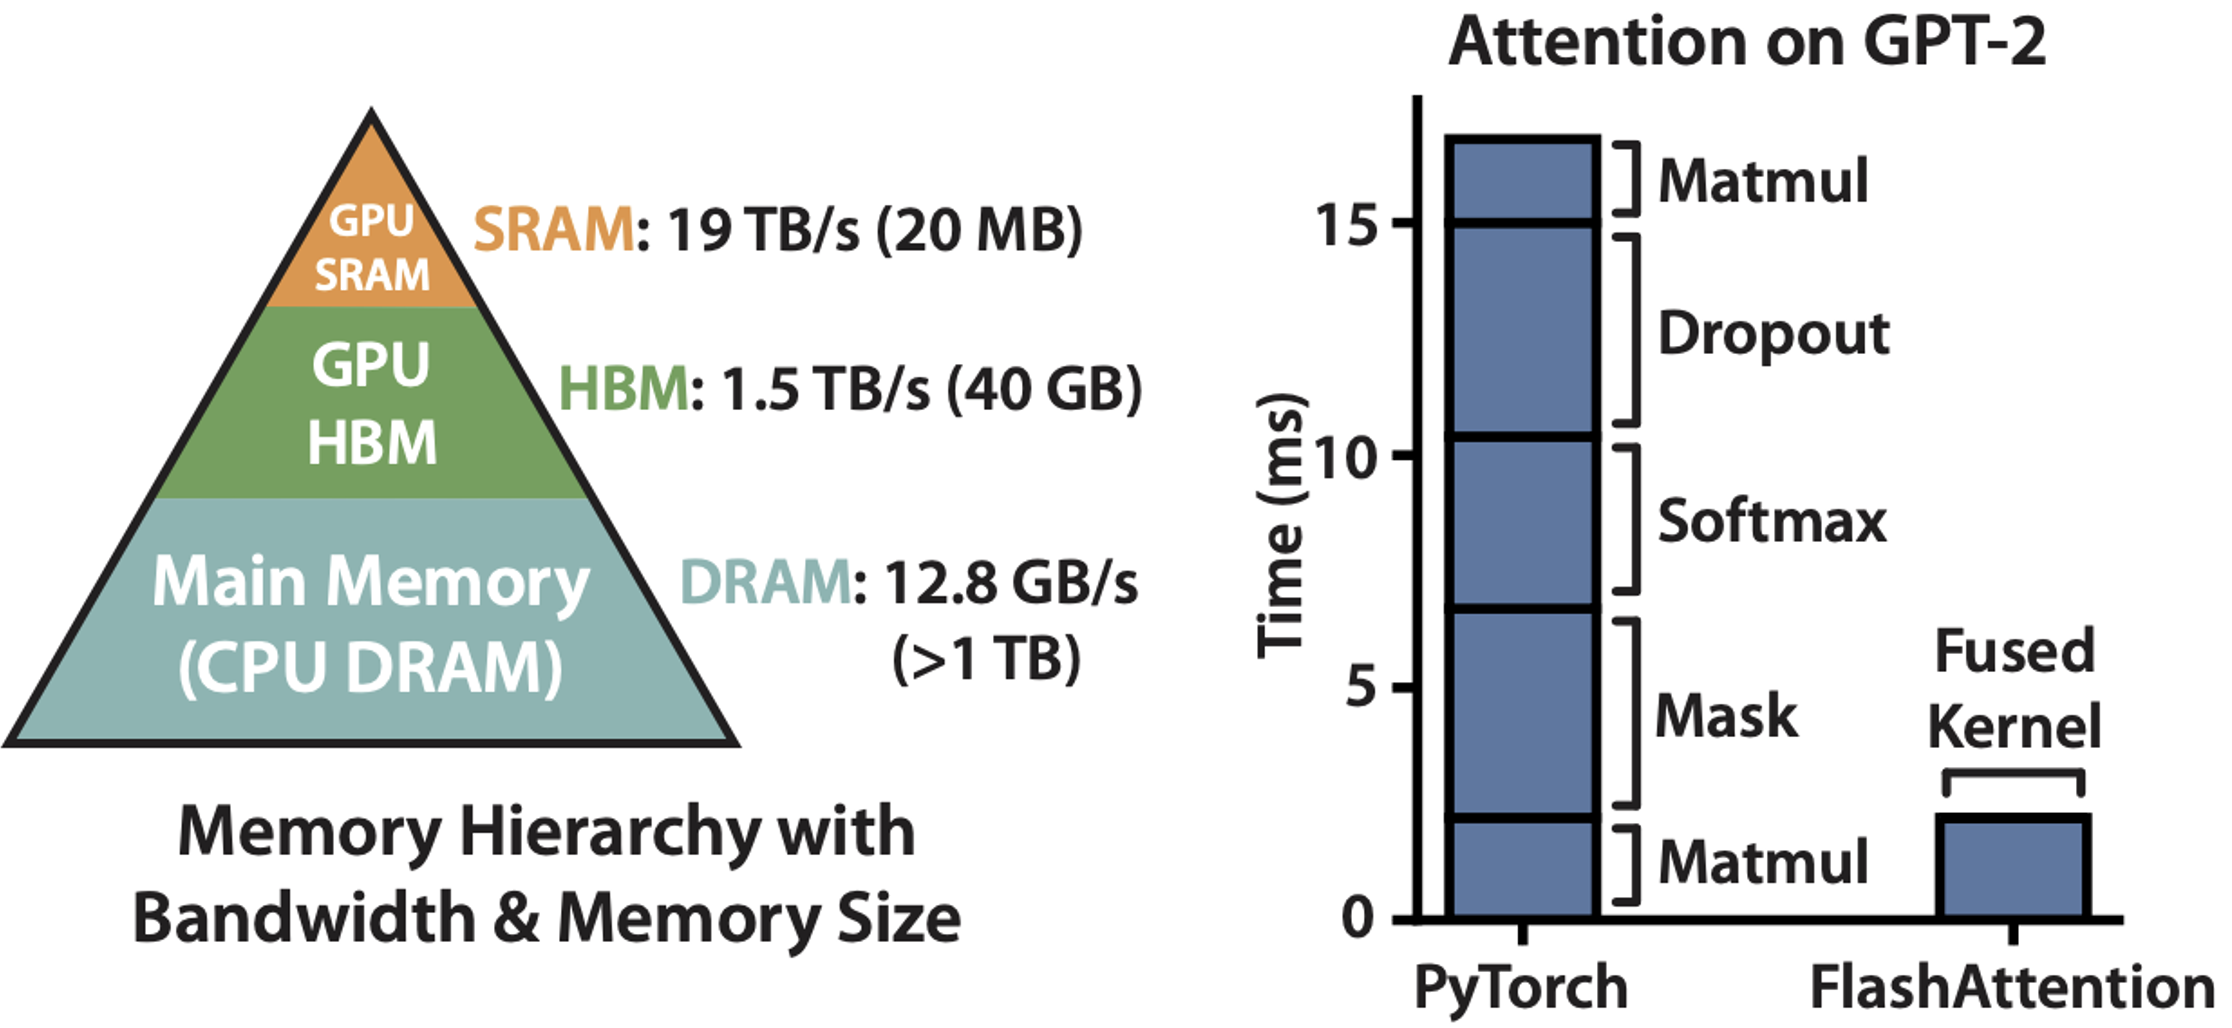 GPU
SRAM
SRAM: 19 TB/s (20 MB)
GPU
HBM
HBM: 1.5 TB/s (40 GB)
Main Memory
(CPU DRAM)
DRAM: 12.8 GB/s
(>1 TB)
Memory Hierarchy with
Bandwidth & Memory Size
Attention on GPT-2
Time (ms)
15
10
5
0
Matmul
Dropout
Softmax
Mask
Matmul
Fused
Kernel
PyTorch
FlashAttention